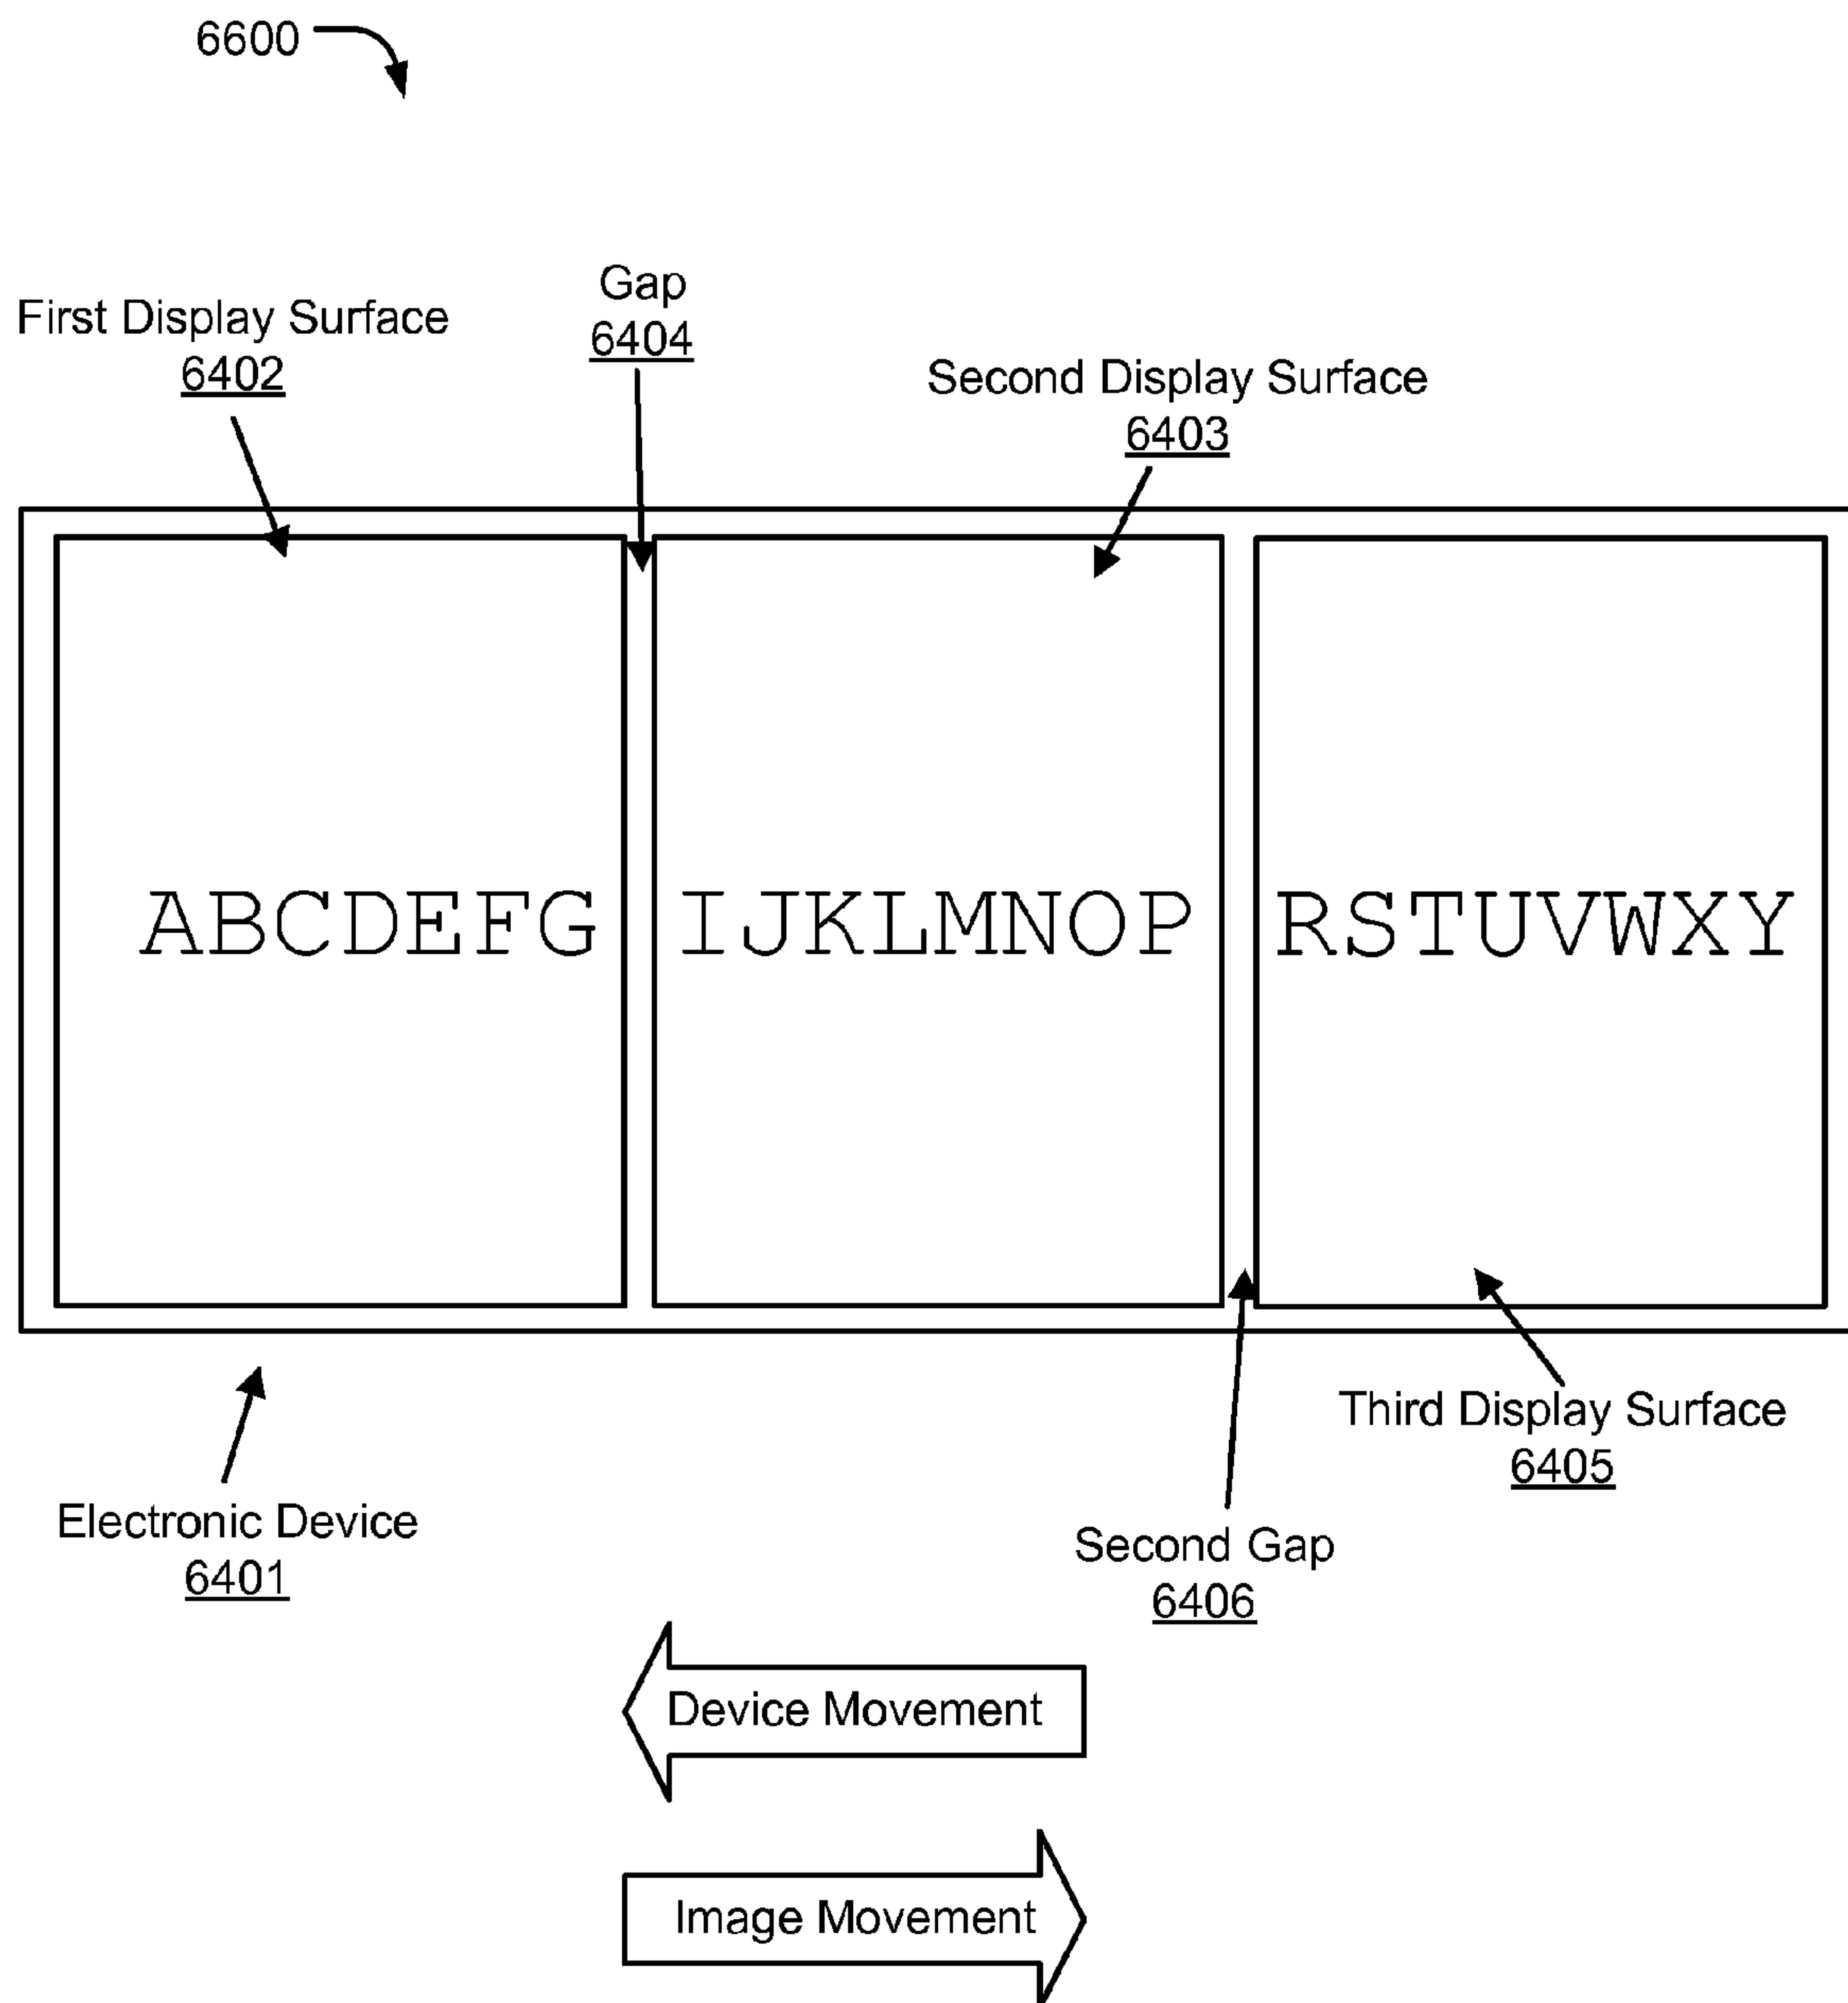 6600
Gap
6404
First Display Surface
6402
Second Display Surface
6403
ABCDEFG IJKLMNOP RSTUVWXY
Third Display Surface
6405
Electronic Device
6401
Second Gap
6406
Device Movement
Image Movement